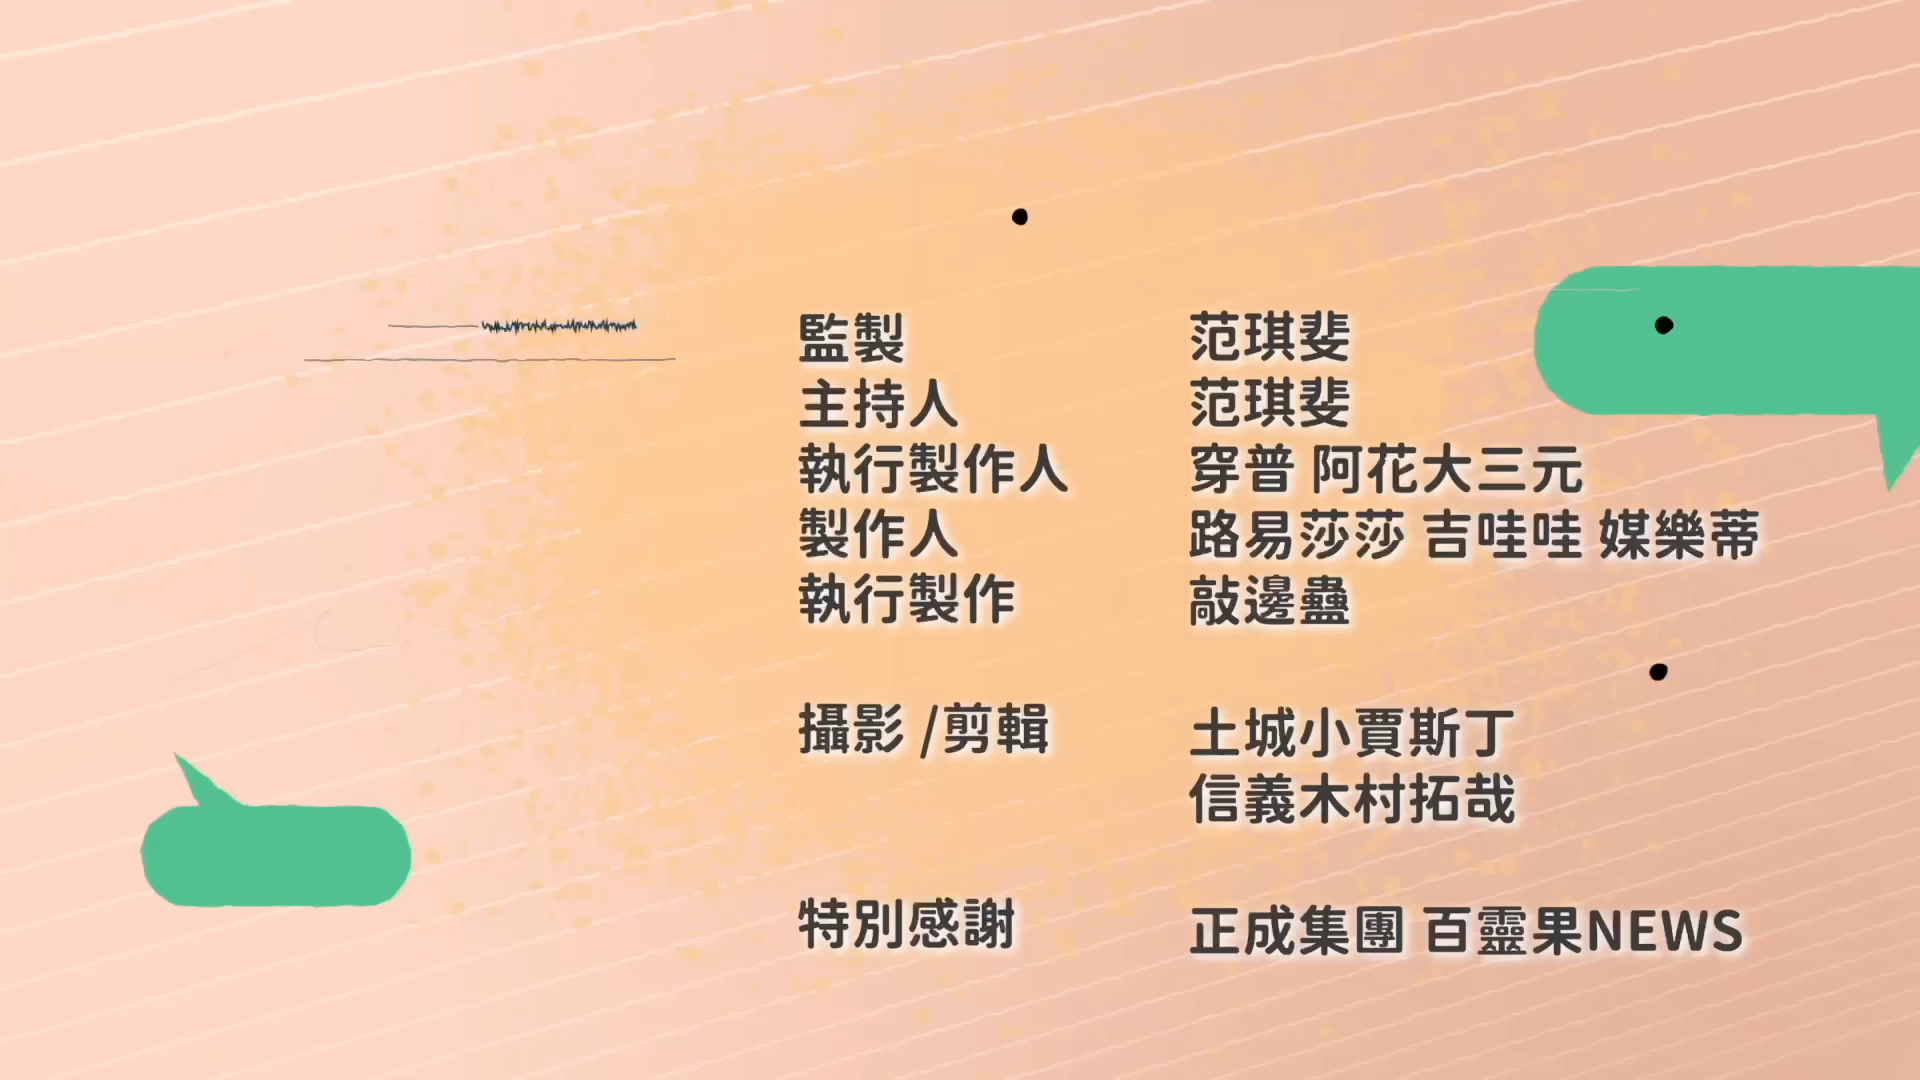 監製 范琪斐
主持人 范琪斐
執行製作人 穿普 阿花大三元
製作人 路易莎莎 吉哇哇 媒樂蒂
執行製作 敲邊蠱
攝影 /剪輯 土城小賈斯丁
信義木村拓哉
特別感謝 正成集團 百靈果NEWS